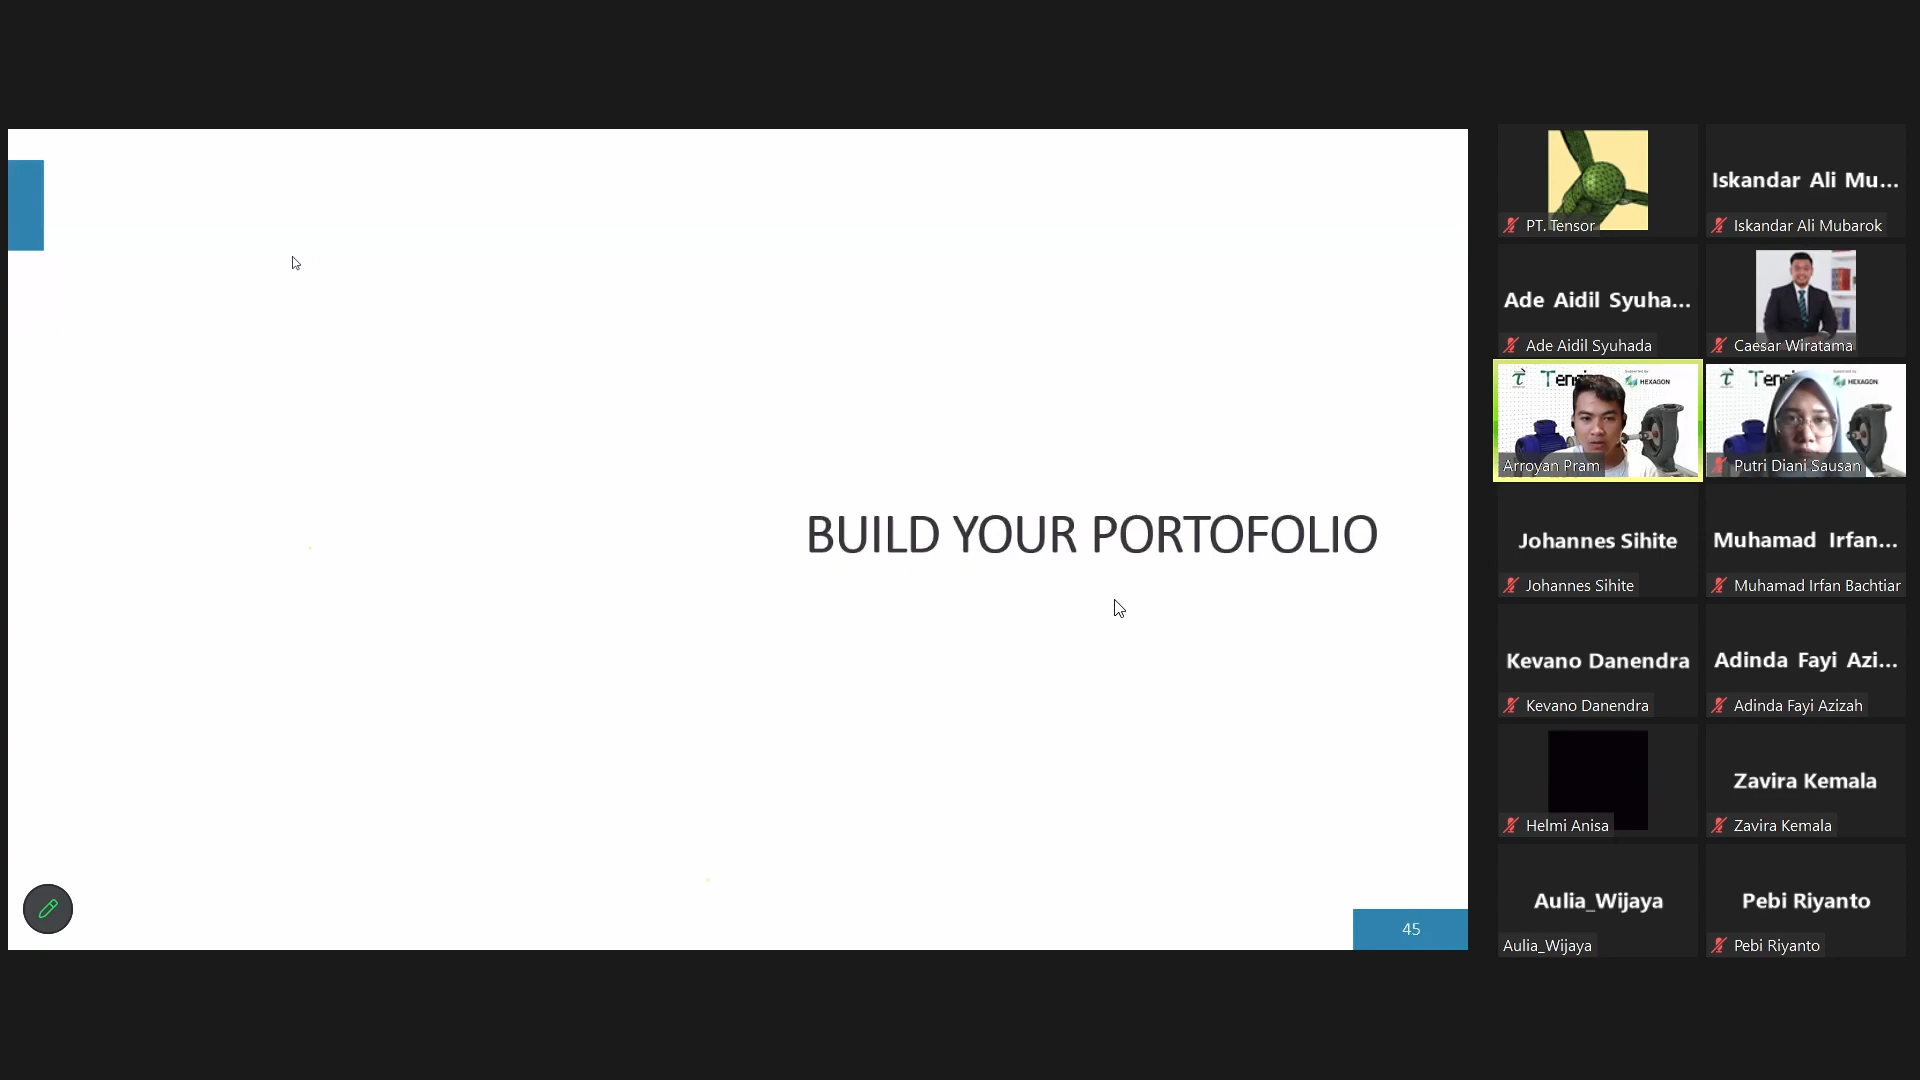 BUILD YOUR PORTOFOLIO
45
PT. Tensor
Iskandar Ali Mu...
Iskandar Ali Mubarok
Ade Aidil Syuha...
Ade Aidil Syuhada
Caesar Wiratama
HEXAGON
Arroyan Pram
HEXAGON
Putri Diani Sausan
Johannes Sihite
Johannes Sihite
Muhamad Irfan...
Muhamad Irfan Bachtiar
Kevano Danendra
Kevano Danendra
Adinda Fayi Azi...
Adinda Fayi Azizah
Helmi Anisa
Zavira Kemala
Zavira Kemala
Aulia_Wijaya
Aulia_Wijaya
Pebi Riyanto
Pebi Riyanto